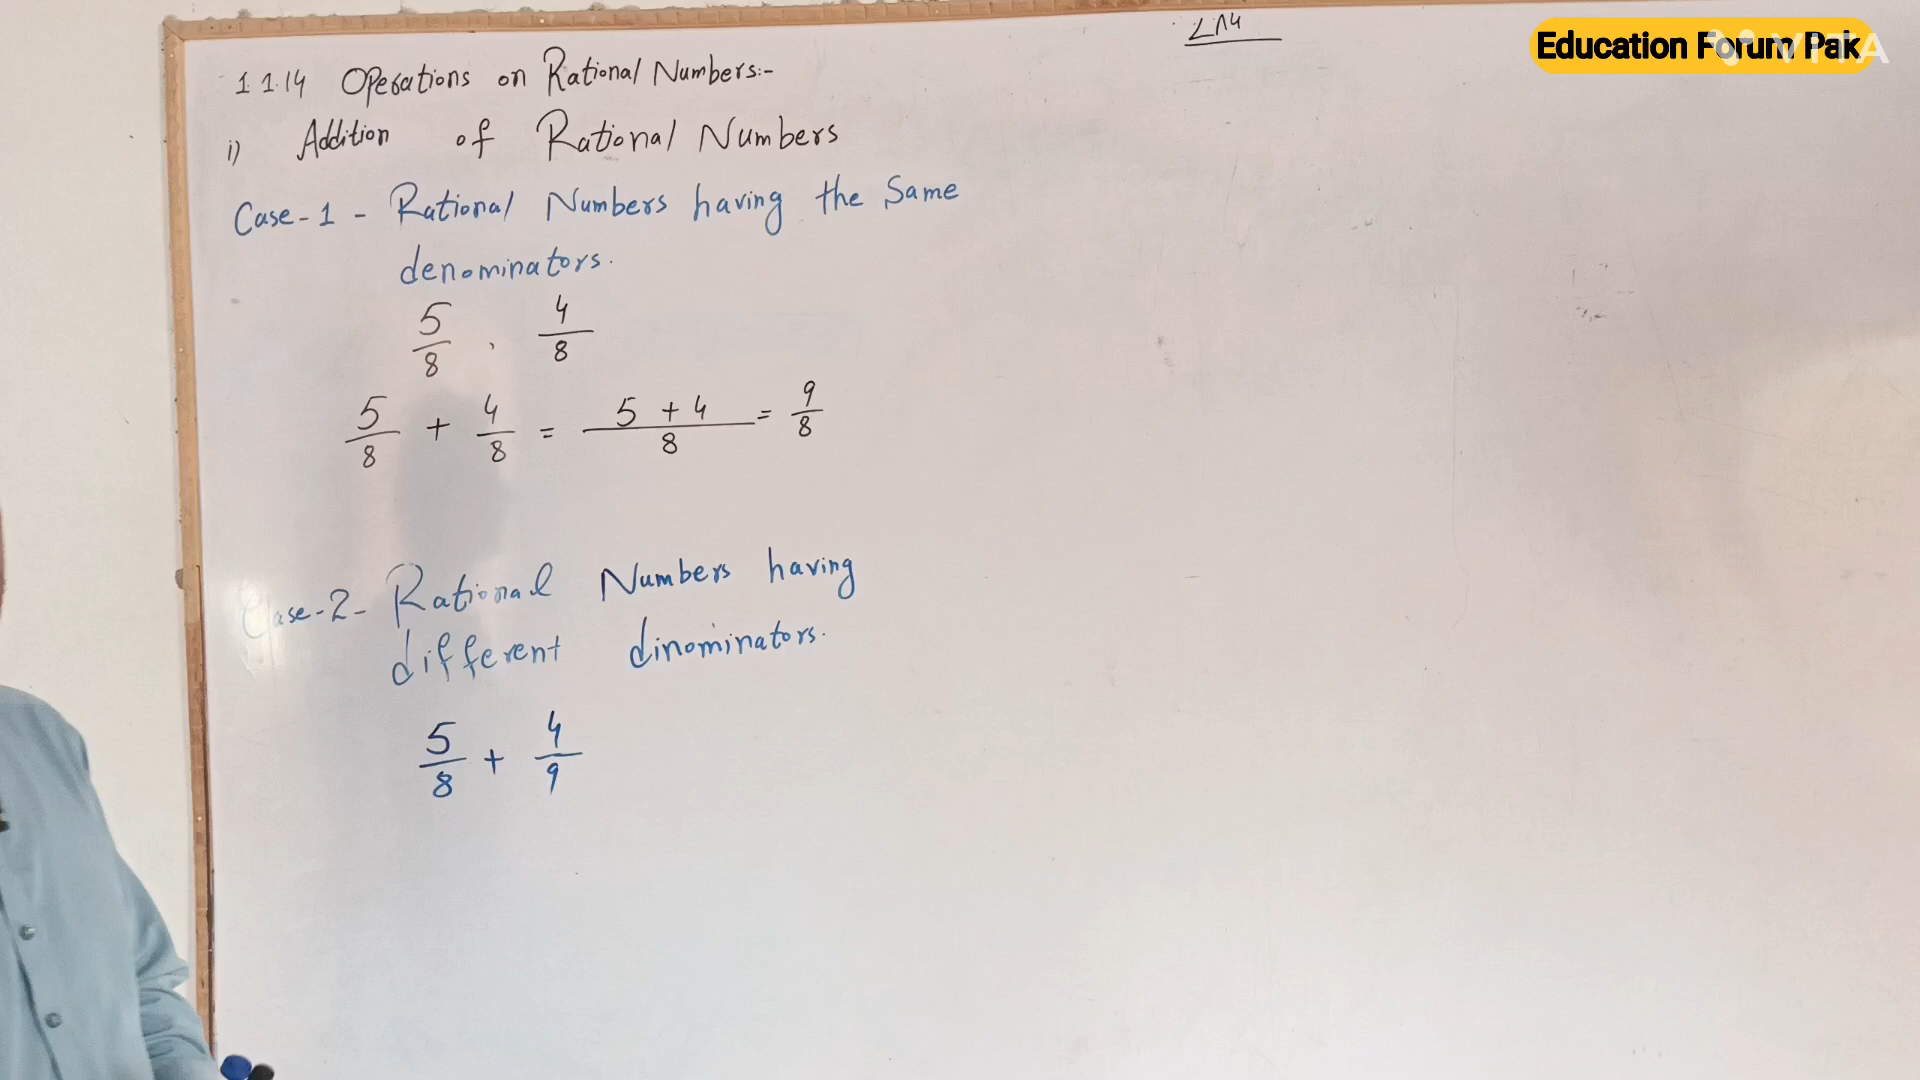 L14
Education Forum Pak
VITA
1.1.14 Operations on Rational Numbers:-
i) Addition of Rational Numbers
Case-1 - Rational Numbers having the Same
denominators.
5/8 , 4/8
5/8 + 4/8 = 5+4/8 = 9/8
Case-2- Rational Numbers having
different dinominators.
5/8 + 4/9